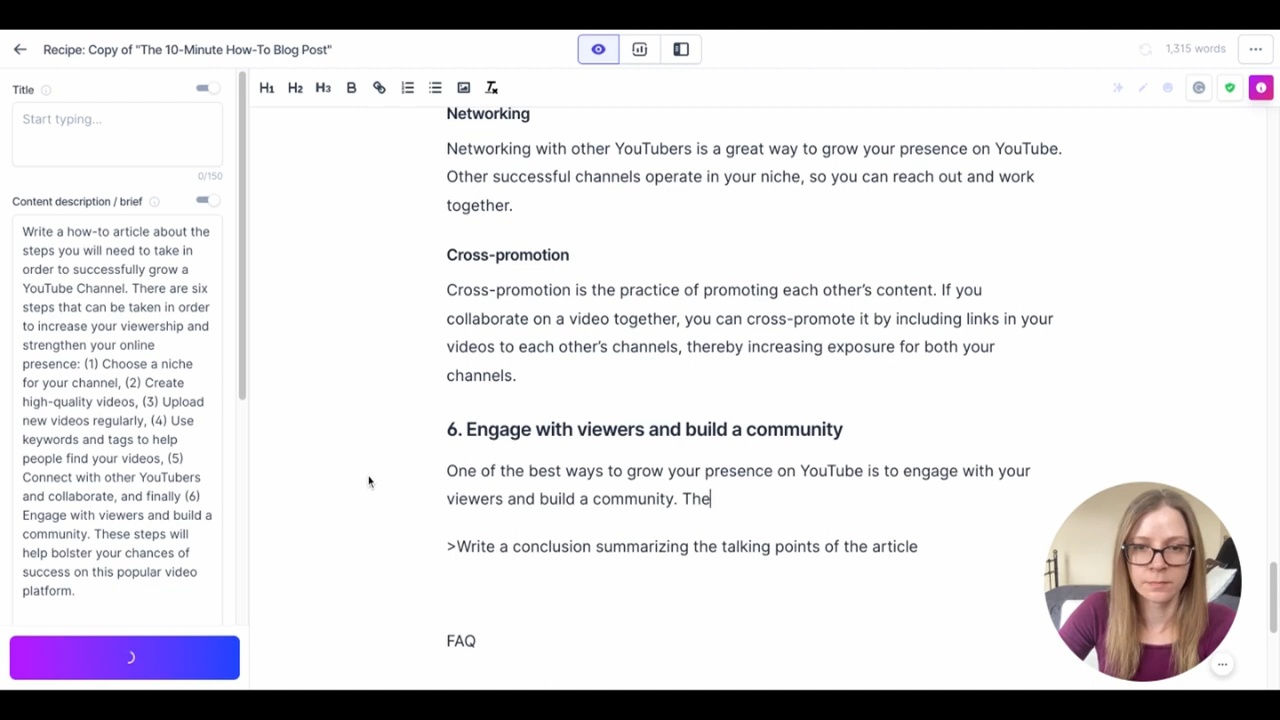 Recipe: Copy of "The 10-Minute How-To Blog Post"
1,315 words
Title
Start typing...
0/150
Content description / brief
Write a how-to article about the
steps you will need to take in
order to successfully grow a
YouTube Channel. There are six
steps that can be taken in order
to increase your viewership and
strengthen your online
presence: (1) Choose a niche
for your channel, (2) Create
high-quality videos, (3) Upload
new videos regularly, (4) Use
keywords and tags to help
people find your videos, (5)
Connect with other YouTubers
and collaborate, and finally (6)
Engage with viewers and build a
community. These steps will
help bolster your chances of
success on this popular video
platform.
H1 H2 H3 B
Networking
Networking with other YouTubers is a great way to grow your presence on YouTube.
Other successful channels operate in your niche, so you can reach out and work
together.
Cross-promotion
Cross-promotion is the practice of promoting each other’s content. If you
collaborate on a video together, you can cross-promote it by including links in your
videos to each other’s channels, thereby increasing exposure for both your
channels.
6. Engage with viewers and build a community
One of the best ways to grow your presence on YouTube is to engage with your
viewers and build a community. The
>Write a conclusion summarizing the talking points of the article
FAQ